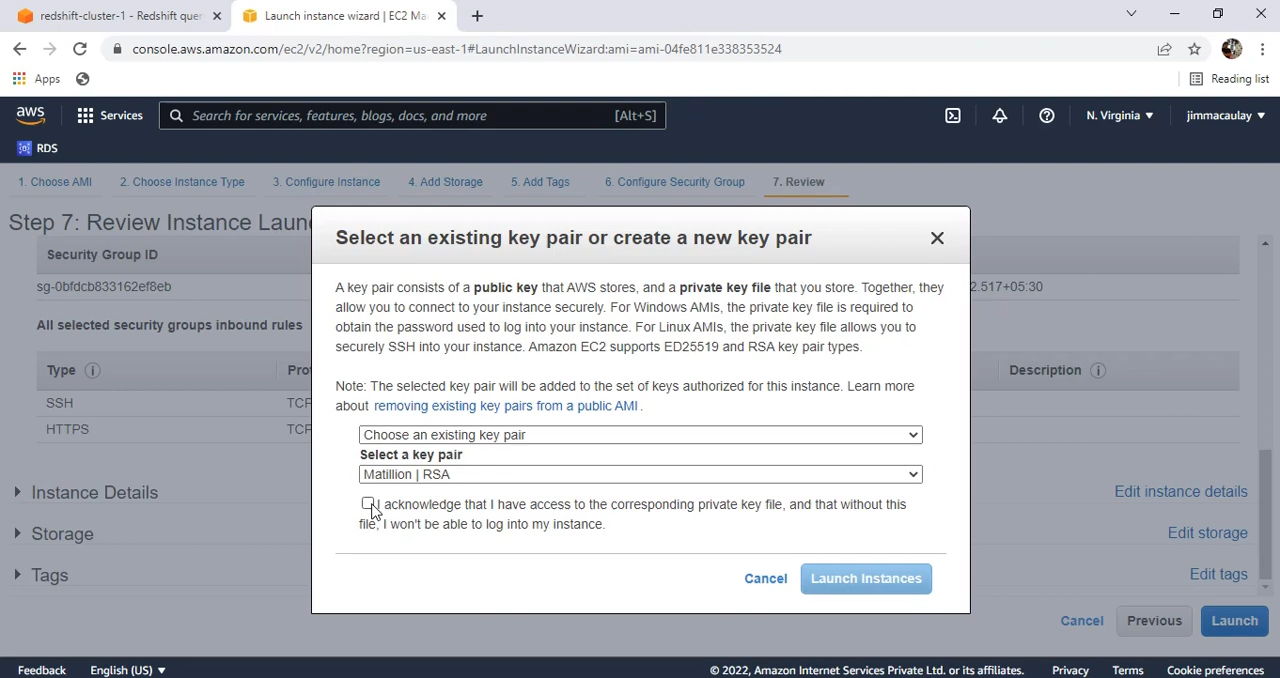 redshift-cluster-1 - Redshift quer
Launch instance wizard | EC2 Ma
console.aws.amazon.com/ec2/v2/home?region=us-east-1#LaunchInstanceWizard:ami=ami-04fe811e338353524
Apps
Reading list
aws
Services
Search for services, features, blogs, docs, and more
[Alt+S]
N. Virginia
jimmacaulay
RDS
1. Choose AMI
2. Choose Instance Type
3. Configure Instance
4. Add Storage
5. Add Tags
6. Configure Security Group
7. Review
Step 7: Review Instance Laun
Security Group ID
sg-0bfdcb833162ef8eb
2.517+05:30
All selected security groups inbound rules
Type
Pro
Description
SSH
TCP
HTTPS
TCP
Instance Details
Edit instance details
Storage
Edit storage
Tags
Edit tags
Select an existing key pair or create a new key pair
A key pair consists of a public key that AWS stores, and a private key file that you store. Together, they
allow you to connect to your instance securely. For Windows AMIs, the private key file is required to
obtain the password used to log into your instance. For Linux AMIs, the private key file allows you to
securely SSH into your instance. Amazon EC2 supports ED25519 and RSA key pair types.
Note: The selected key pair will be added to the set of keys authorized for this instance. Learn more
about removing existing key pairs from a public AMI.
Choose an existing key pair
Select a key pair
Matillion | RSA
I acknowledge that I have access to the corresponding private key file, and that without this
file, I won't be able to log into my instance.
Cancel
Launch Instances
Cancel
Previous
Launch
Feedback
English (US)
© 2022, Amazon Internet Services Private Ltd. or its affiliates.
Privacy
Terms
Cookie preferences